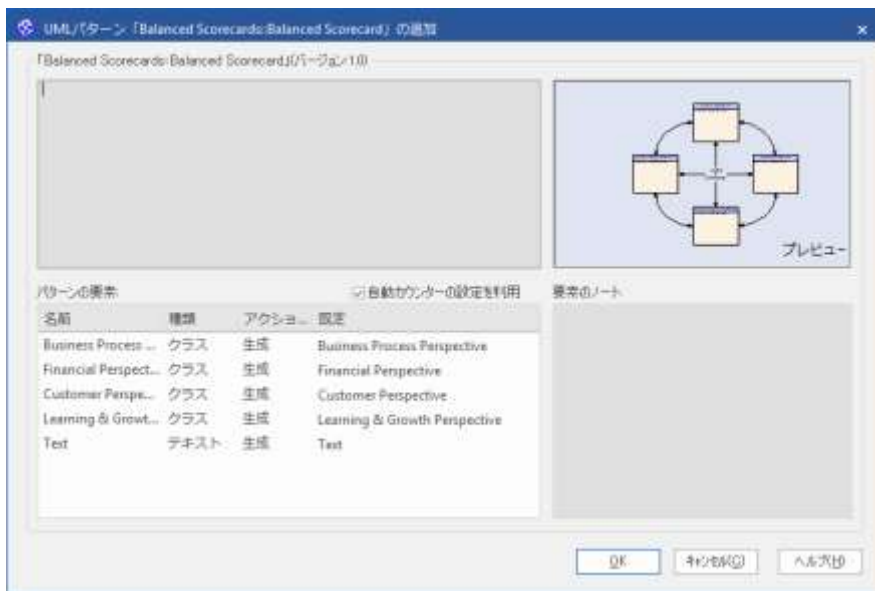 UMLパターン「Balanced Scorecards:Balanced Scorecard」の追加
「Balanced Scorecards:Balanced Scorecard」(バージョン1.0)
プレビュー
パターンの要素:
自動カウンターの設定を利用
要素のノート
名前 種類 アクショ... 既定
Business Process ... クラス 生成 Business Process Perspective
Financial Perspect... クラス 生成 Financial Perspective
Customer Perspe... クラス 生成 Customer Perspective
Learning & Growt... クラス 生成 Learning & Growth Perspective
Text テキスト 生成 Text
OK キャンセル(C) ヘルプ(H)